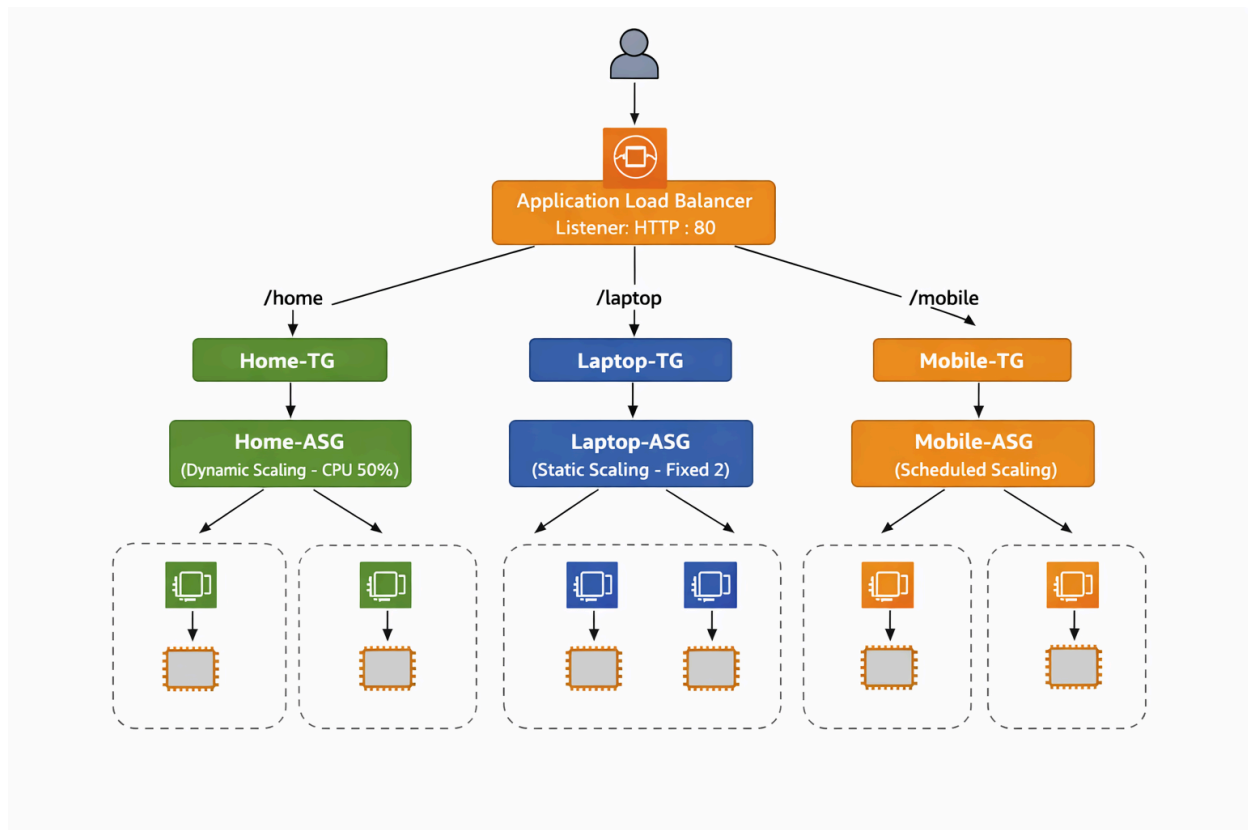 Application Load Balancer
Listener: HTTP : 80
/home
/laptop
/mobile
Home-TG
Laptop-TG
Mobile-TG
Home-ASG
(Dynamic Scaling - CPU 50%)
Laptop-ASG
(Static Scaling - Fixed 2)
Mobile-ASG
(Scheduled Scaling)